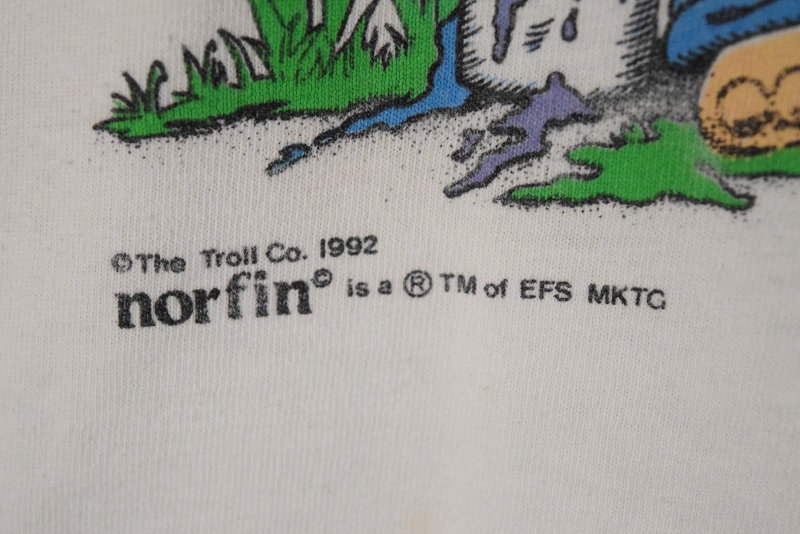 ©The Troll Co. 1992
norfin© is a ® TM of EFS MKTG